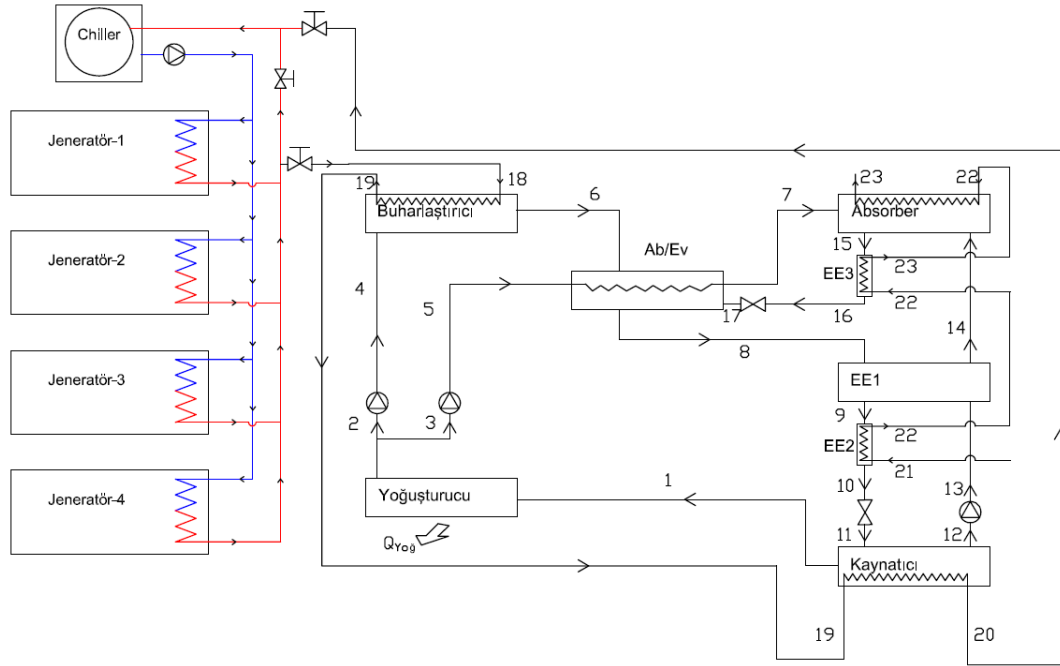 Chiller
Jeneratör-1
19
18
6
7
23
22
Buharlaştırıcı
Absorber
15
Ab/Ev
23
EE3
4
5
17
16
22
Jeneratör-2
14
8
Jeneratör-3
EE1
2
3
9
22
EE2
21
1
10
13
Jeneratör-4
Yoğuşturucu
11
12
QYoğ
Kaynatıcı
19
20